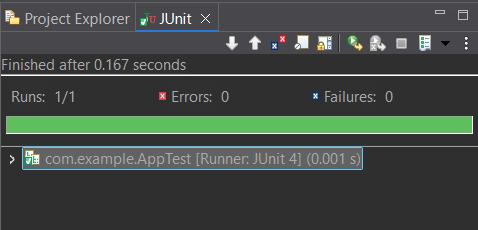 Project Explorer JUnit
Finished after 0.167 seconds
Runs: 1/1 Errors: 0 Failures: 0
com.example.AppTest [Runner: JUnit 4] (0.001 s)